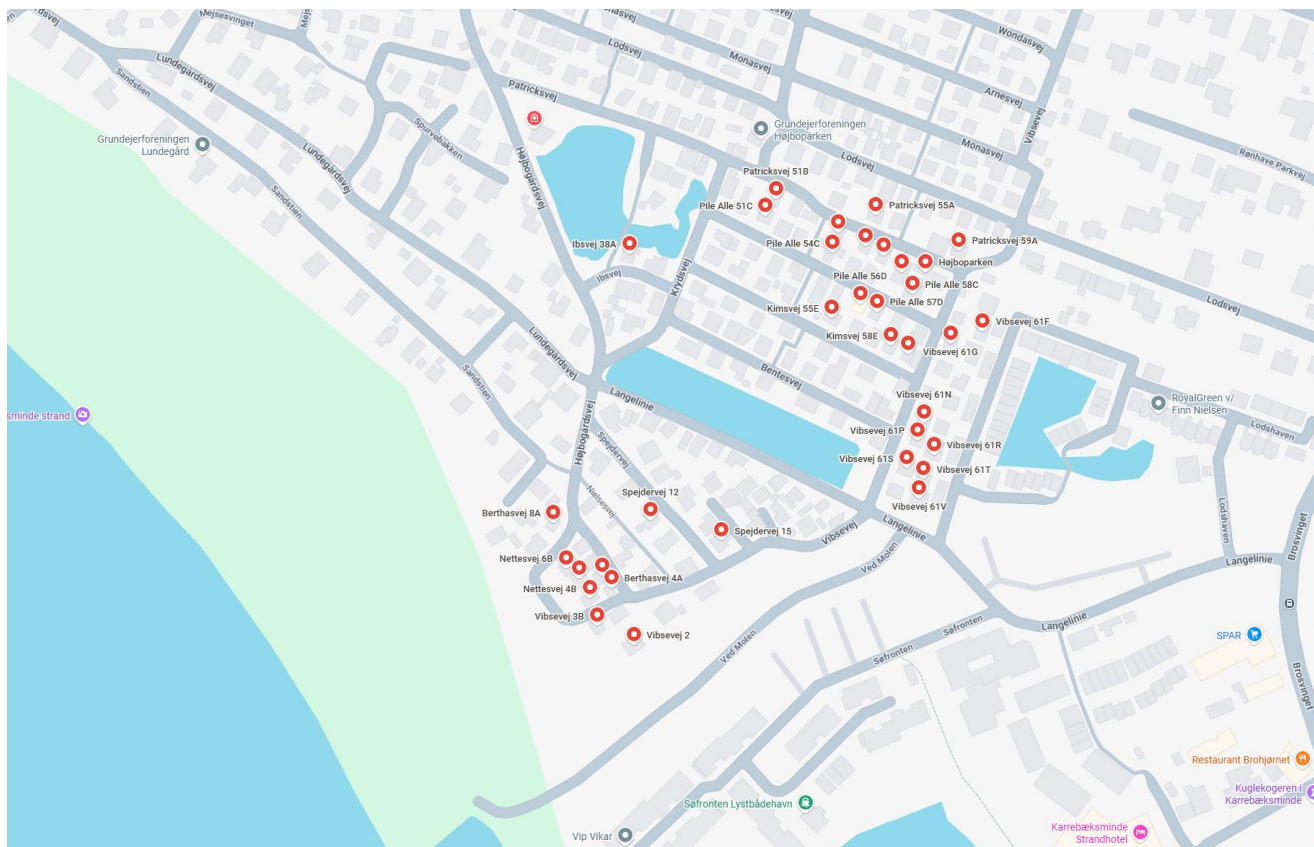 Mejsesvinget
Lundegårdsvej
Sandstien
Patricksvej
Lodsvej
Monasvej
Wondasvej
Arnesvej
Vibsevej
Monasvej
Rønhave Parkvej
Grundejerforeningen
Lundegård
Spurvebakken
Højbogårdsvej
Lundegårdsvej
Grundejerforeningen
Højboparken
Lodsvej
Sandstien
Patricksvej 51B
Pile Alle 51C
Patricksvej 55A
Ibsvej 38A
Pile Alle 54C
Patricksvej 59A
Højboparken
Ibsvej
Krydsvej
Pile Alle
Pile Alle 56D
Pile Alle 58C
Pile Alle 57D
Lodsvej
Kimsvej 55E
Kimsvej
Kimsvej 58E
Vibsevej 61F
Vibsevej 61G
Lundegårdsvej
Sandstien
Bentesvej
Langelinie
sminde strand
Vibsevej 61N
RoyalGreen v/
Finn Nielsen
Lodshaven
Vibsevej 61P
Vibsevej 61R
Højbogårdsvej
Spejdervej
Vibsevej 61S
Vibsevej 61T
Nielsesvej
Spejdervej 12
Vibsevej 61V
Berthasvej 8A
Spejdervej 15
Vibsevej
Langelinie
Lodshaven
Brosvinget
Nettesvej 6B
Ved Molen
Langelinie
Berthasvej 4A
Nettesvej 4B
Vibsevej 3B
Vibsevej 2
Ved Molen
Søfronten
Langelinie
SPAR
Søfronten
Brosvinget
Restaurant Brohjørnet
Søfronten Lystbådehavn
Kuglekogeren i
Karrebæksminde
Vip Vikar
Karrebæksminde
Strandhotel